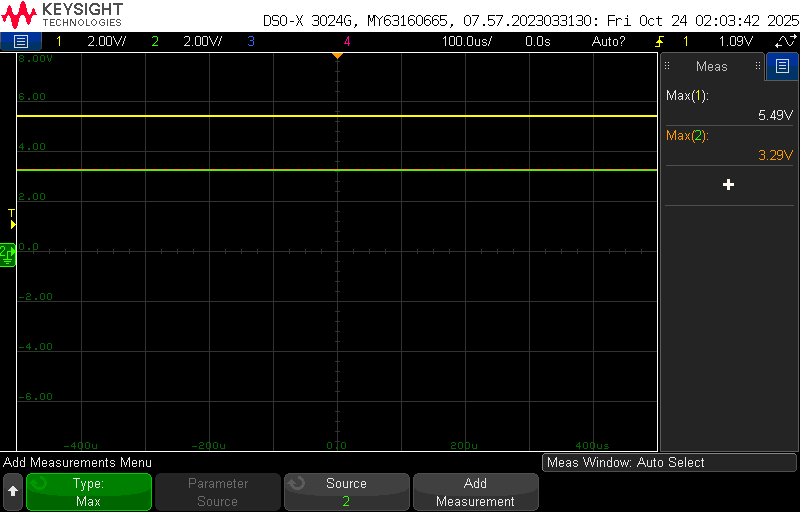 KEYSIGHT
TECHNOLOGIES
DSO-X 3024G, MY63160665, 07.57.2023033130: Fri Oct 24 02:03:42 2025
1 2.00V/ 2 2.00V/ 3 4 100.0us/ 0.0s Auto? 1 1.09V
8.00V
6.00
4.00
2.00
0.0
-2.00
-4.00
-6.00
T
2
-400u -200u 0.0 200u 400us
Meas
Max(1):
5.49V
Max(2):
3.29V
+
Add Measurements Menu
Meas Window: Auto Select
Type:
Max
Parameter
Source
Source
2
Add
Measurement